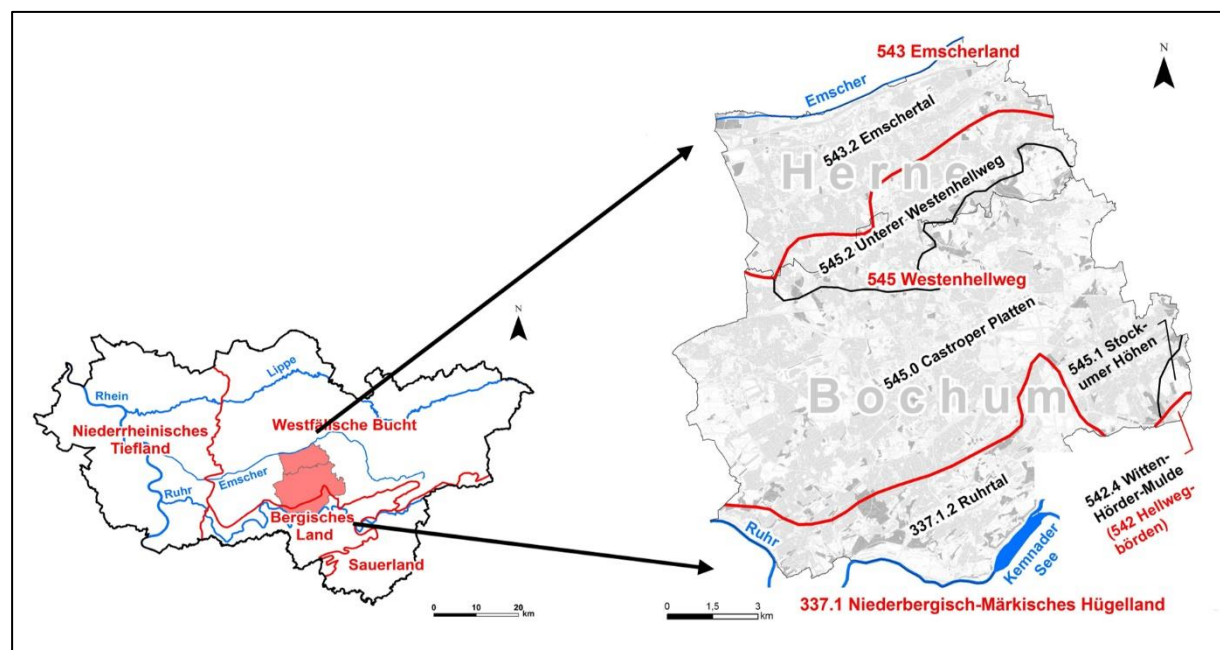 N
Lippe
Rhein
Niederrheinisches
Tiefland
Westfälische Bucht
Emscher
Ruhr
Bergisches
Land
Sauerland
0 10 20
km
N
543 Emscherland
Emscher
543.2 Emschertal
Herne
545.2 Unterer Westenhellweg
545 Westenhellweg
545.0 Castroper Platten
545.1 Stock-
umer Höhen
Bochum
542.4 Witten-
Hörder-Mulde
(542 Hellweg-
börden)
337.1.2 Ruhrtal
Ruhr
Kemnader
See
337.1 Niederbergisch-Märkisches Hügelland
0 1,5 3
km